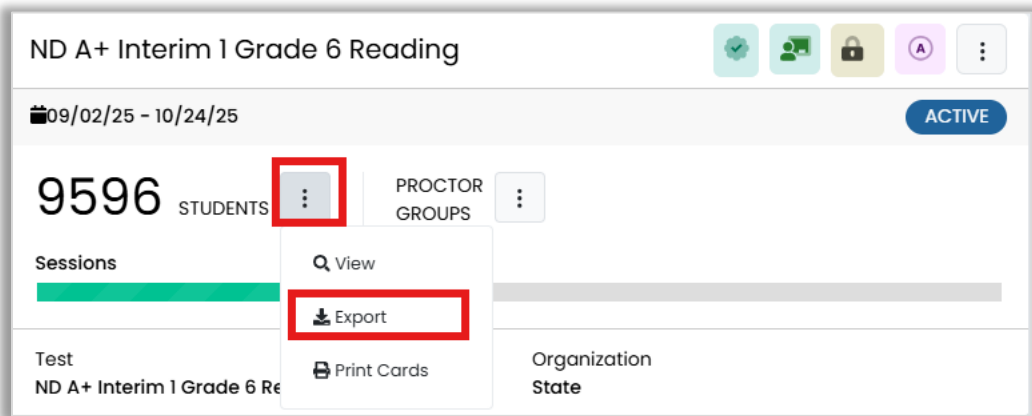 ND A+ Interim 1 Grade 6 Reading
A
09/02/25 - 10/24/25
ACTIVE
9596 STUDENTS
PROCTOR
GROUPS
Sessions
View
Export
Print Cards
Test
ND A+ Interim 1 Grade 6 Re
Organization
State